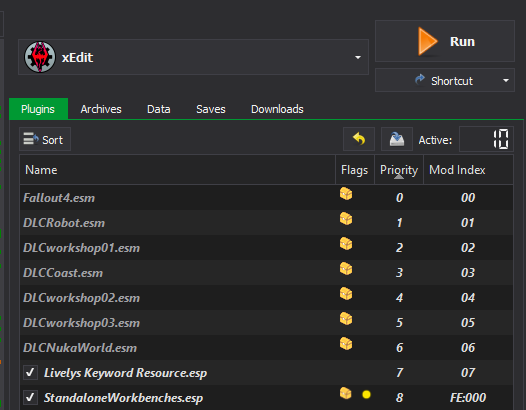 xEdit
Run
Shortcut
Plugins Archives Data Saves Downloads
Sort Active: 10
Name Flags Priority Mod Index
Fallout4.esm 0 00
DLCRobot.esm 1 01
DLCworkshop01.esm 2 02
DLCCoast.esm 3 03
DLCworkshop02.esm 4 04
DLCworkshop03.esm 5 05
DLCNukaWorld.esm 6 06
Livelys Keyword Resource.esp 7 07
StandaloneWorkbenches.esp 8 FE:000